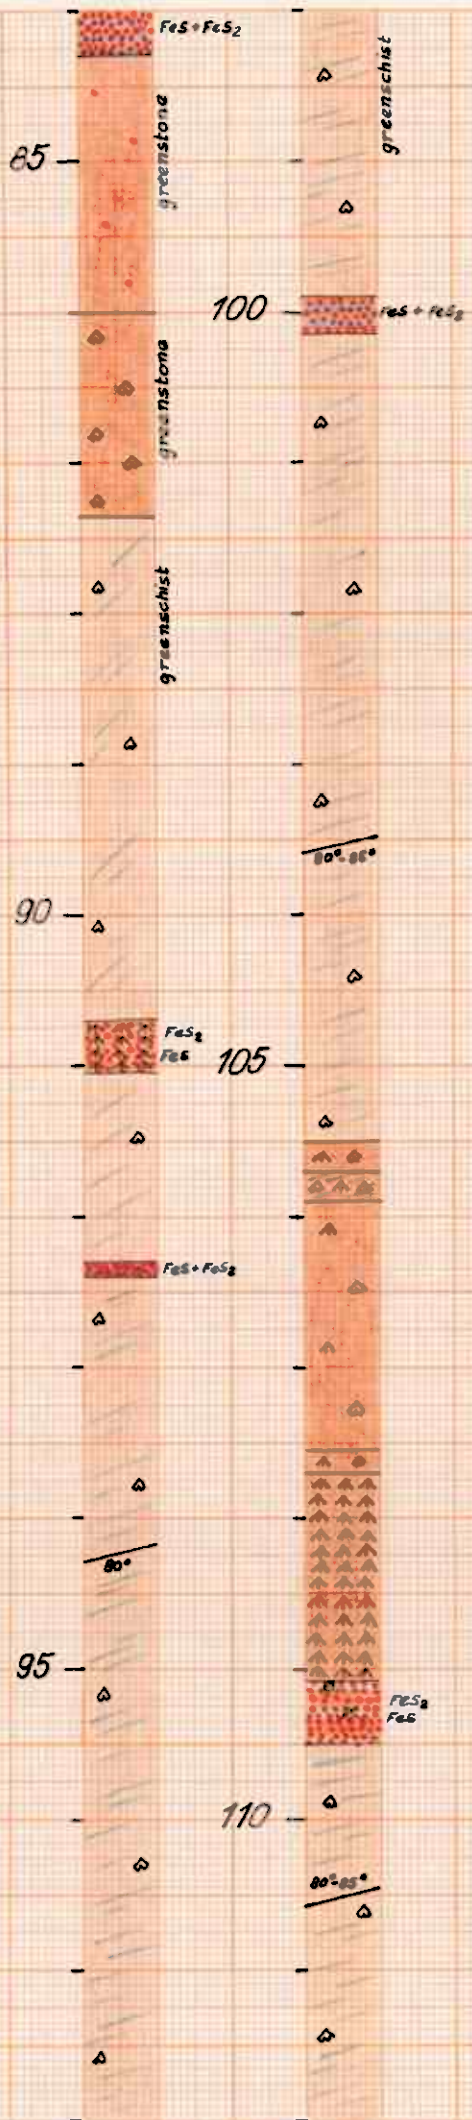 FeS+FeS₂
greenstone
85
greenstone
greenschist
90
FeS₂
FeS
FeS+FeS₂
80°
95
greenschist
100
FeS+FeS₂
80°-85°
105
FeS₂
FeS
110
80°-85°